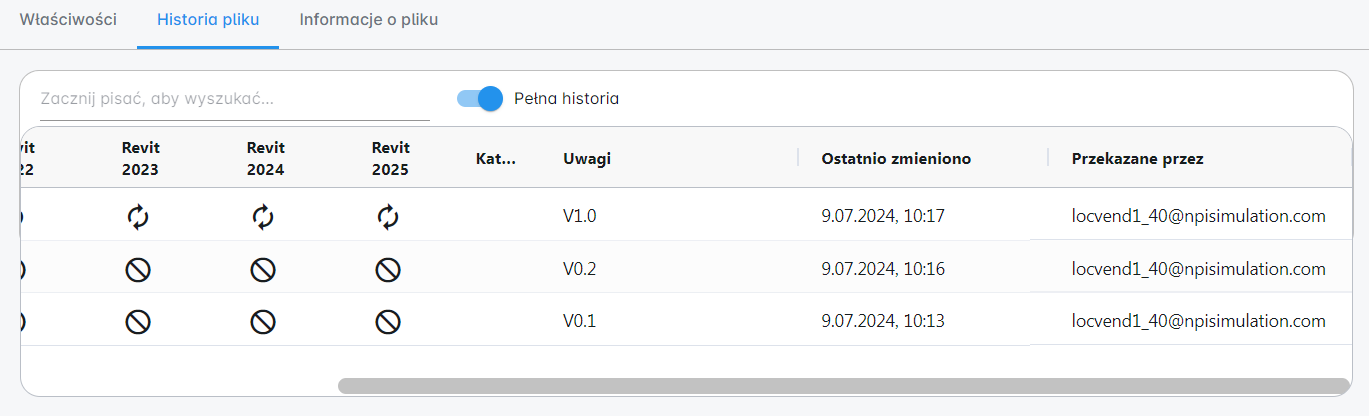 Właściwości Historia pliku Informacje o pliku
Zacznij pisać, aby wyszukać... Pełna historia
Revit Revit Revit
2023 2024 2025 Kat... Uwagi Ostatnio zmieniono Przekazane przez
V1.0 9.07.2024, 10:17 locvend1_40@npisimulation.com
V0.2 9.07.2024, 10:16 locvend1_40@npisimulation.com
V0.1 9.07.2024, 10:13 locvend1_40@npisimulation.com